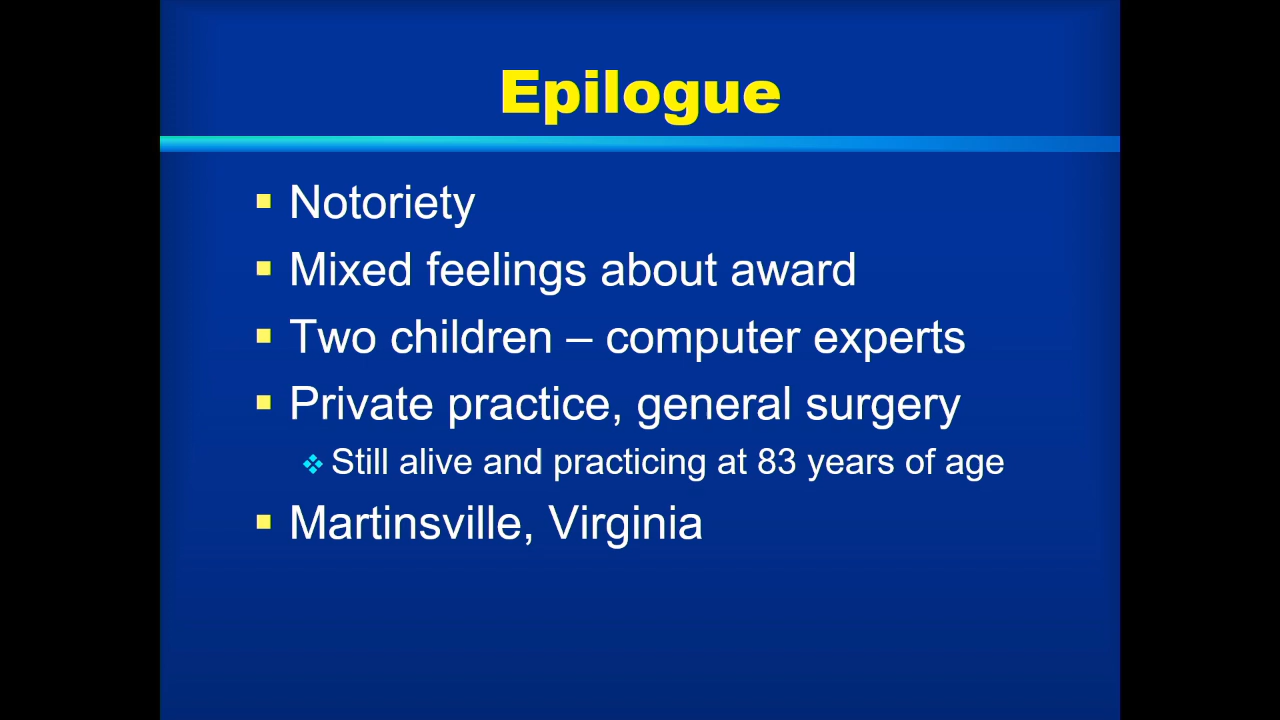 Epilogue
Notoriety
Mixed feelings about award
Two children – computer experts
Private practice, general surgery
Still alive and practicing at 83 years of age
Martinsville, Virginia